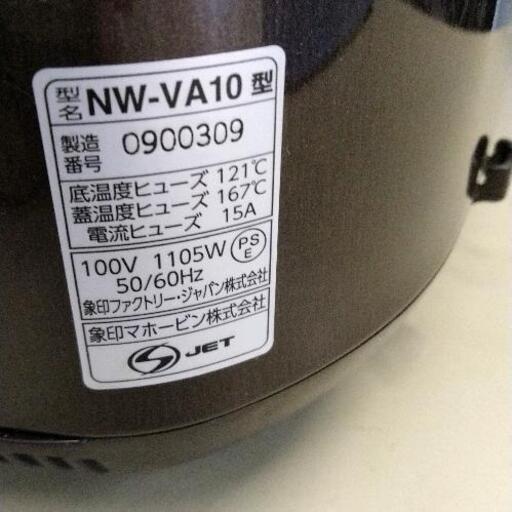 型名 NW-VA10 型
製造番号 0900309
底温度ヒューズ 121℃
蓋温度ヒューズ 167℃
電流ヒューズ 15A
100V 1105W PSE
50/60Hz
象印ファクトリー・ジャパン株式会社
象印マホービン株式会社
S JET